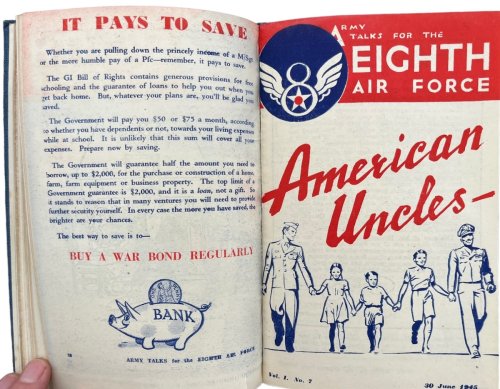 IT PAYS TO SAVE
Whether you are pulling down the princely income of a M/Sgt.
or the more humble pay of a Pfc—remember, it pays to save.
The GI Bill of Rights contains generous provisions for free
schooling and the guarantee of loans to help you out when you
get back home. But, whatever your plans are, you'll be glad you
saved.
The Government will pay you $50 or $75 a month, according
to whether you have dependents or not, towards your living expenses
while at school. It is unlikely that this sum will cover all your
expenses. Prepare now by saving.
The Government will guarantee half the amount you need to
borrow, up to $2,000, for the purchase or construction of a home,
farm, farm equipment or business property. The top limit of a
Government guarantee is $2,000, and it is a loan, not a gift. So
it stands to reason that in many ventures you will need to provide
further security yourself. In every case the more you have saved, the
brighter are your chances.
The best way to save is to—
BUY A WAR BOND REGULARLY
BANK
ARMY TALKS for the EIGHTH AIR FORCE
ARMY
TALKS FOR THE
EIGHTH
AIR FORCE
American
Uncles—
Vol. I. No. 7
30 June 1945